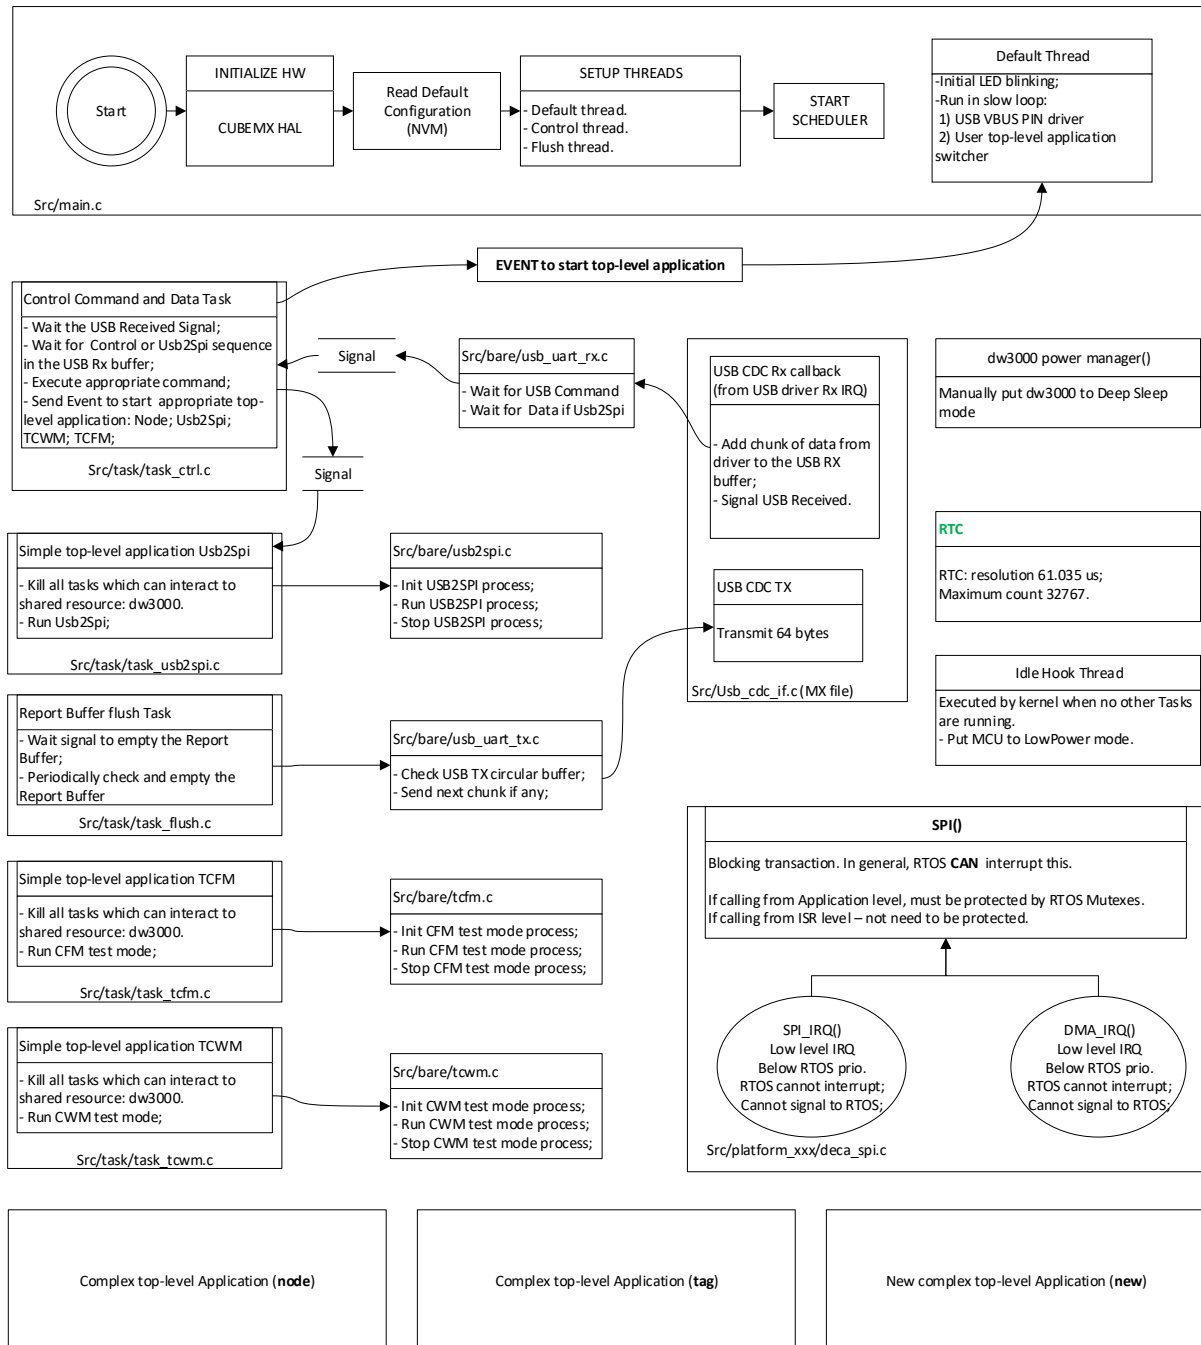 Start
INITIALIZE HW
CUBEMX HAL
Read Default
Configuration
(NVM)
SETUP THREADS
- Default thread.
- Control thread.
- Flush thread.
START
SCHEDULER
Default Thread
-Initial LED blinking;
-Run in slow loop:
1) USB VBUS PIN driver
2) User top-level application
switcher
Src/main.c
EVENT to start top-level application
Control Command and Data Task
- Wait the USB Received Signal;
- Wait for Control or Usb2Spi sequence
in the USB Rx buffer;
- Execute appropriate command;
- Send Event to start appropriate top-
level application: Node; Usb2Spi;
TCWM; TCFM;
Src/task/task_ctrl.c
Signal
Signal
Src/bare/usb_uart_rx.c
- Wait for USB Command
- Wait for Data if Usb2Spi
USB CDC Rx callback
(from USB driver Rx IRQ)
- Add chunk of data from
driver to the USB RX
buffer;
- Signal USB Received.
USB CDC TX
Transmit 64 bytes
Src/Usb_cdc_if.c (MX file)
dw3000 power manager()
Manually put dw3000 to Deep Sleep
mode
RTC
RTC: resolution 61.035 us;
Maximum count 32767.
Idle Hook Thread
Executed by kernel when no other Tasks
are running.
- Put MCU to LowPower mode.
Simple top-level application Usb2Spi
- Kill all tasks which can interact to
shared resource: dw3000.
- Run Usb2Spi;
Src/task/task_usb2spi.c
Src/bare/usb2spi.c
- Init USB2SPI process;
- Run USB2SPI process;
- Stop USB2SPI process;
Report Buffer flush Task
- Wait signal to empty the Report
Buffer;
- Periodically check and empty the
Report Buffer
Src/task/task_flush.c
Src/bare/usb_uart_tx.c
- Check USB TX circular buffer;
- Send next chunk if any;
Simple top-level application TCFM
- Kill all tasks which can interact to
shared resource: dw3000.
- Run CFM test mode;
Src/task/task_tcfm.c
Src/bare/tcfm.c
- Init CFM test mode process;
- Run CFM test mode process;
- Stop CFM test mode process;
Simple top-level application TCWM
- Kill all tasks which can interact to
shared resource: dw3000.
- Run CWM test mode;
Src/task/task_tcwm.c
Src/bare/tcwm.c
- Init CWM test mode process;
- Run CWM test mode process;
- Stop CWM test mode process;
SPI()
Blocking transaction. In general, RTOS CAN interrupt this.
If calling from Application level, must be protected by RTOS Mutexes.
If calling from ISR level – not need to be protected.
SPI_IRQ()
Low level IRQ
Below RTOS prio.
RTOS cannot interrupt;
Cannot signal to RTOS;
DMA_IRQ()
Low level IRQ
Below RTOS prio.
RTOS cannot interrupt;
Cannot signal to RTOS;
Src/platform_xxx/deca_spi.c
Complex top-level Application (node)
Complex top-level Application (tag)
New complex top-level Application (new)